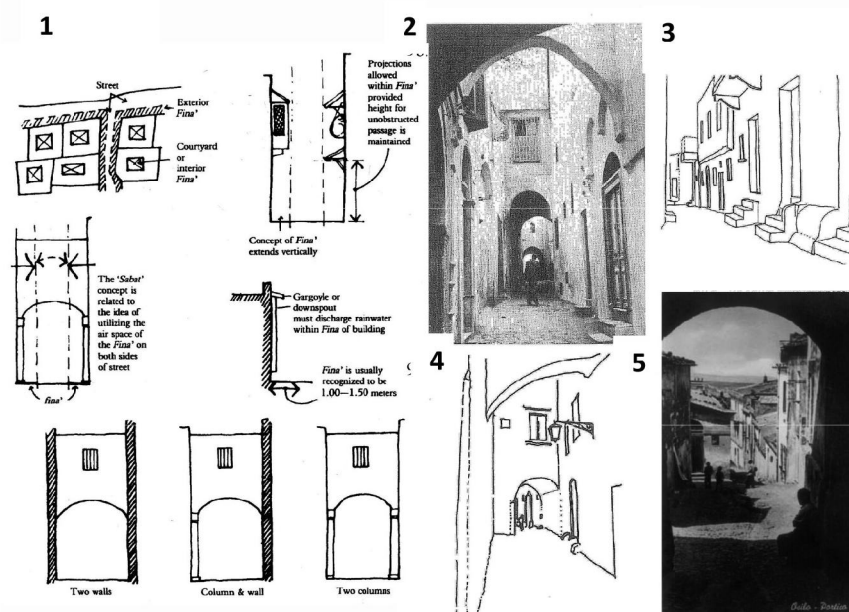 1
2
3
4
5
Street
Exterior
Fina'
Courtyard
or
interior
Fina'
Projections
allowed
within Fina'
provided
height for
unobstructed
passage is
maintained
Concept of Fina'
extends vertically
The 'Sabat'
concept is
related to
the idea of
utilizing the
air space of
the Fina' on
both sides
of street
fina'
Gargoyle or
downspout
must discharge rainwater
within Fina of building
Fina' is usually
recognized to be
1.00—1.50 meters
Two walls
Column & wall
Two columns